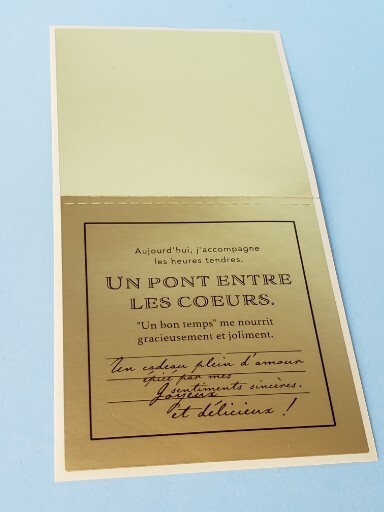 Aujourd'hui, j'accompagne
les heures tendres.
UN PONT ENTRE
LES COEURS.
"Un bon temps" me nourrit
gracieusement et joliment.
Un cadeau plein d'amour
épicé par mes
sentiments sincères.
Joyeux
et délicieux !